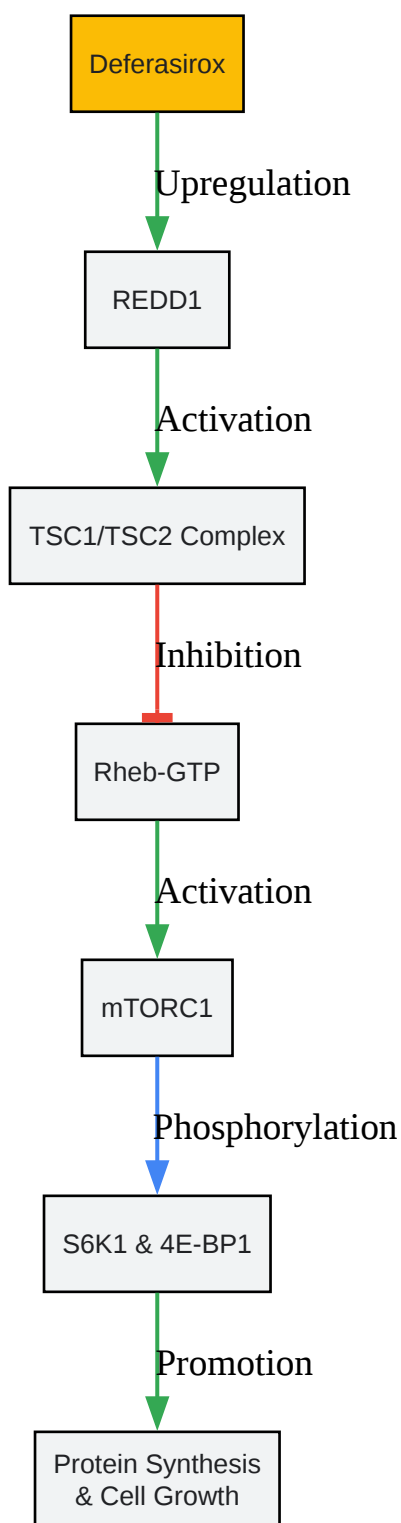 Deferasirox
Upregulation
REDD1
Activation
TSC1/TSC2 Complex
Inhibition
Rheb-GTP
Activation
mTORC1
Phosphorylation
S6K1 & 4E-BP1
Promotion
Protein Synthesis
& Cell Growth